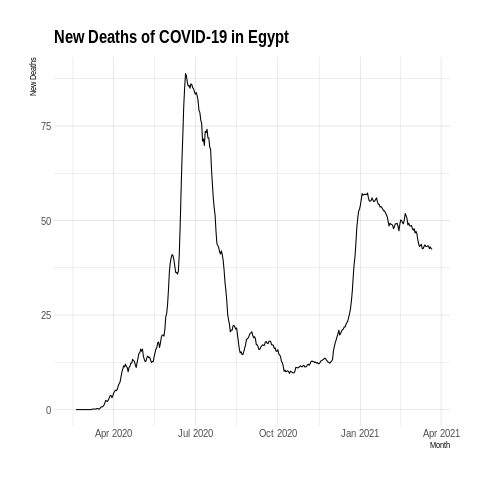 New Deaths of COVID-19 in Egypt
New Deaths
75
50
25
0
Apr 2020
Jul 2020
Oct 2020
Jan 2021
Apr 2021
Month